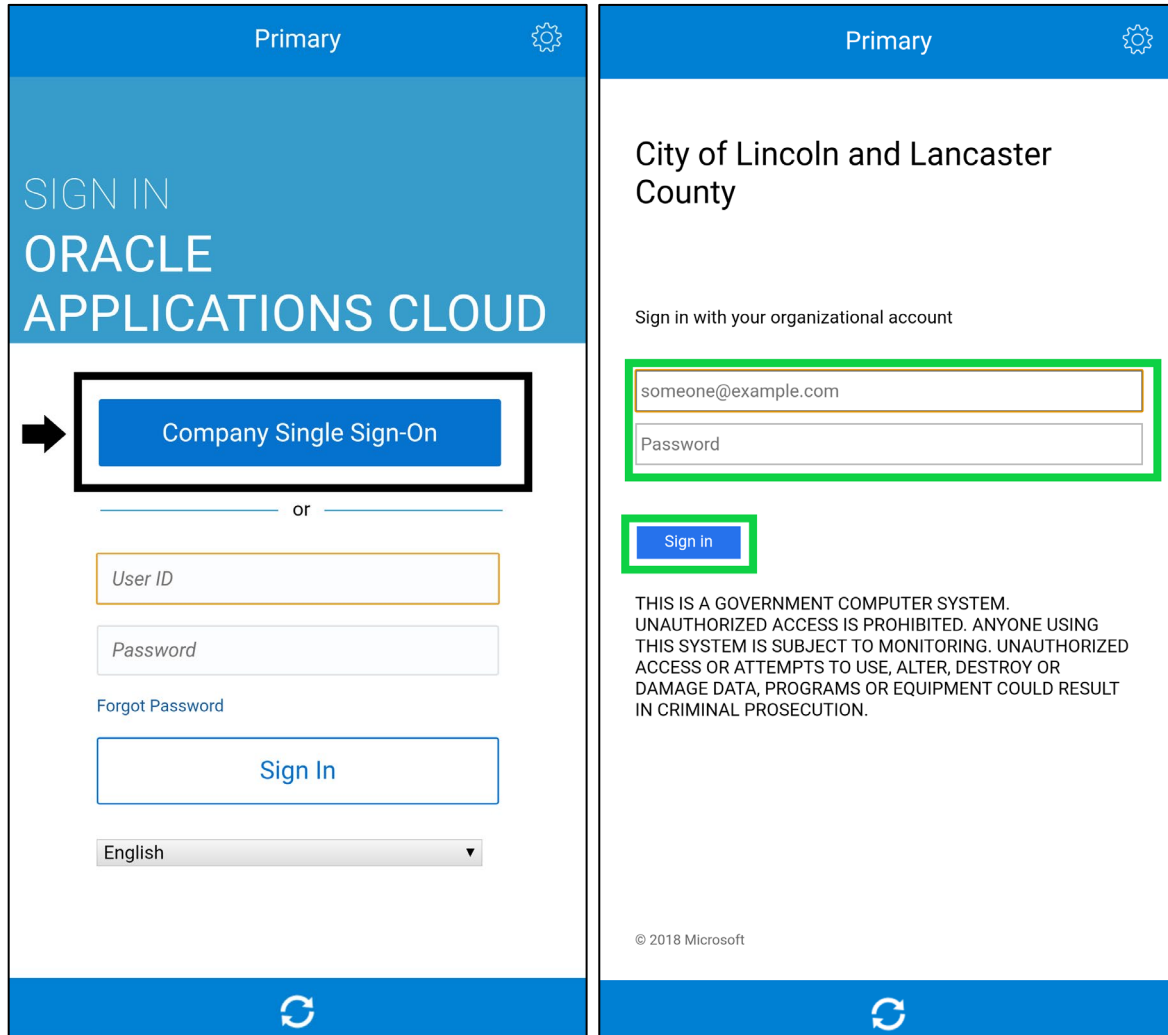 Primary
SIGN IN
ORACLE
APPLICATIONS CLOUD
Company Single Sign-On
or
User ID
Password
Forgot Password
Sign In
English
Primary
City of Lincoln and Lancaster
County
Sign in with your organizational account
someone@example.com
Password
Sign in
THIS IS A GOVERNMENT COMPUTER SYSTEM.
UNAUTHORIZED ACCESS IS PROHIBITED. ANYONE USING
THIS SYSTEM IS SUBJECT TO MONITORING. UNAUTHORIZED
ACCESS OR ATTEMPTS TO USE, ALTER, DESTROY OR
DAMAGE DATA, PROGRAMS OR EQUIPMENT COULD RESULT
IN CRIMINAL PROSECUTION.
© 2018 Microsoft